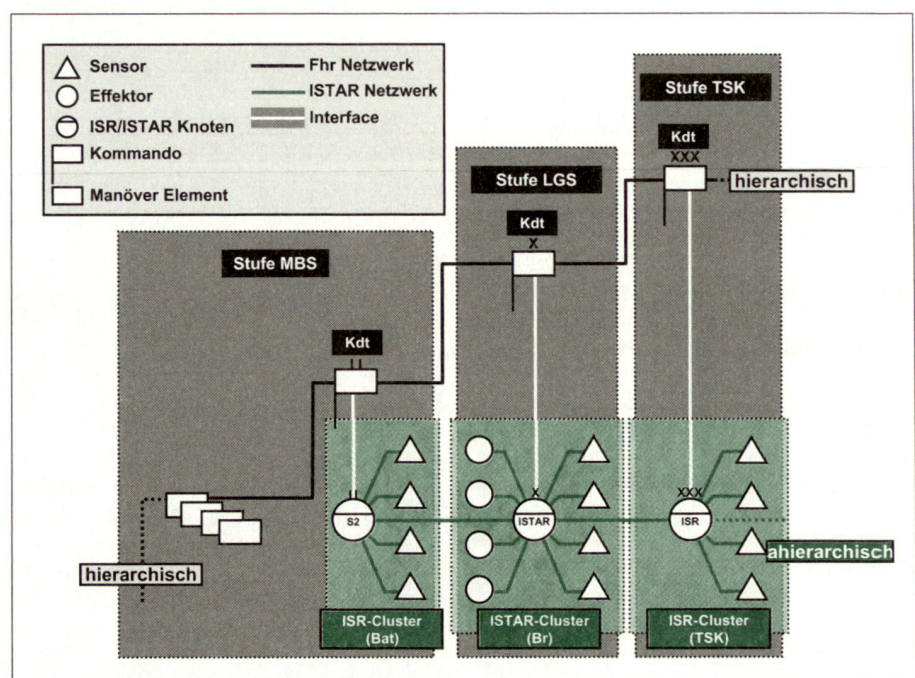 Sensor
Effektor
ISR/ISTAR Knoten
Kommando
Manöver Element
Fhr Netzwerk
ISTAR Netzwerk
Interface
Stufe TSK
Kdt
XXX
hierarchisch
Stufe LGS
Kdt
X
Stufe MBS
Kdt
II
hierarchisch
II
S2
X
ISTAR
XXX
ISR
ahierarchisch
ISR-Cluster
(Bat)
ISTAR-Cluster
(Br)
ISR-Cluster
(TSK)